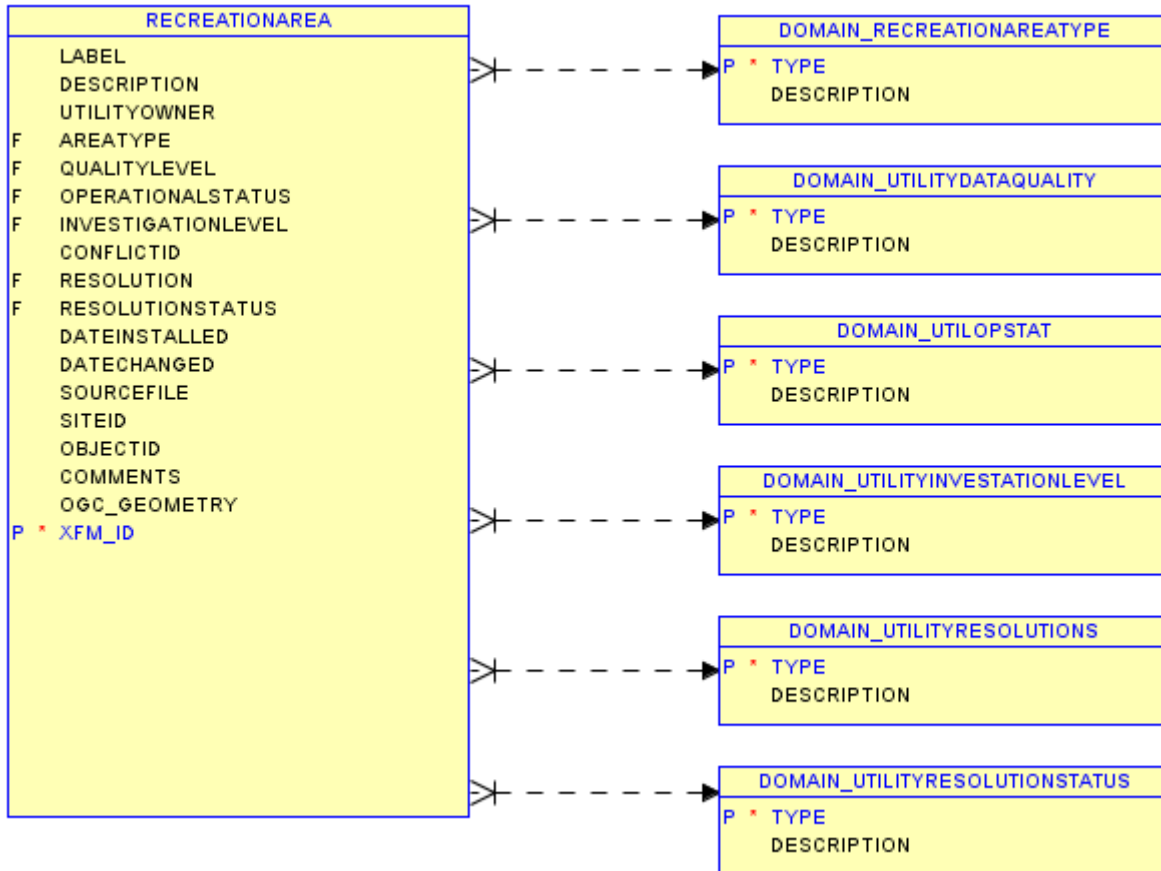 RECREATIONAREA
LABEL
DESCRIPTION
UTILITYOWNER
F AREATYPE
F QUALITYLEVEL
F OPERATIONALSTATUS
F INVESTIGATIONLEVEL
CONFLICTID
F RESOLUTION
F RESOLUTIONSTATUS
DATEINSTALLED
DATECHANGED
SOURCEFILE
SITEID
OBJECTID
COMMENTS
OGC_GEOMETRY
P * XFM_ID
DOMAIN_RECREATIONAREATYPE
P * TYPE
DESCRIPTION
DOMAIN_UTILITYDATAQUALITY
P * TYPE
DESCRIPTION
DOMAIN_UTILOPSTAT
P * TYPE
DESCRIPTION
DOMAIN_UTILITYINVESTATIONLEVEL
P * TYPE
DESCRIPTION
DOMAIN_UTILITYRESOLUTIONS
P * TYPE
DESCRIPTION
DOMAIN_UTILITYRESOLUTIONSTATUS
P * TYPE
DESCRIPTION